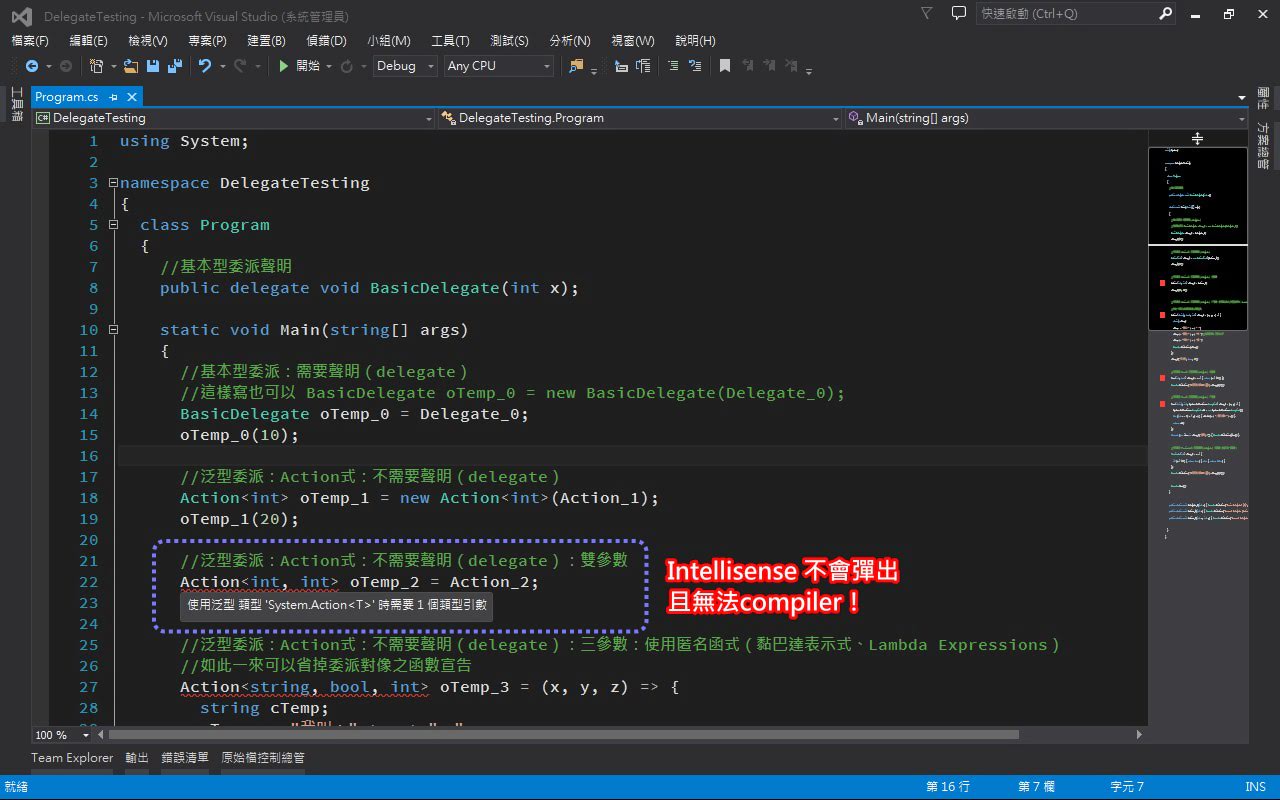 DelegateTesting - Microsoft Visual Studio (系統管理員)
快速啟動 (Ctrl+Q)
檔案(F) 編輯(E) 檢視(V) 專案(P) 建置(B) 偵錯(D) 小組(M) 工具(T) 測試(S) 分析(N) 視窗(W) 說明(H)
開始 Debug Any CPU
工具箱
Program.cs
屬性
方案總管
C# DelegateTesting DelegateTesting.Program Main(string[] args)
1 using System;
2
3 namespace DelegateTesting
4 {
5 class Program
6 {
7 //基本型委派聲明
8 public delegate void BasicDelegate(int x);
9
10 static void Main(string[] args)
11 {
12 //基本型委派：需要聲明（delegate）
13 //這樣寫也可以 BasicDelegate oTemp_0 = new BasicDelegate(Delegate_0);
14 BasicDelegate oTemp_0 = Delegate_0;
15 oTemp_0(10);
16
17 //泛型委派：Action式：不需要聲明（delegate）
18 Action<int> oTemp_1 = new Action<int>(Action_1);
19 oTemp_1(20);
20
21 //泛型委派：Action式：不需要聲明（delegate）：雙參數
22 Action<int, int> oTemp_2 = Action_2;
23 使用泛型 類型 'System.Action<T>' 時需要 1 個類型引數
24
25 //泛型委派：Action式：不需要聲明（delegate）：三參數：使用匿名函式（黏巴達表示式、Lambda Expressions）
26 //如此一來可以省掉委派對像之函數宣告
27 Action<string, bool, int> oTemp_3 = (x, y, z) => {
28 string cTemp;
Intellisense 不會彈出
且無法compiler！
100 %
Team Explorer 輸出 錯誤清單 原始檔控制總管
就緒 第 16 行 第 7 欄 字元 7 INS